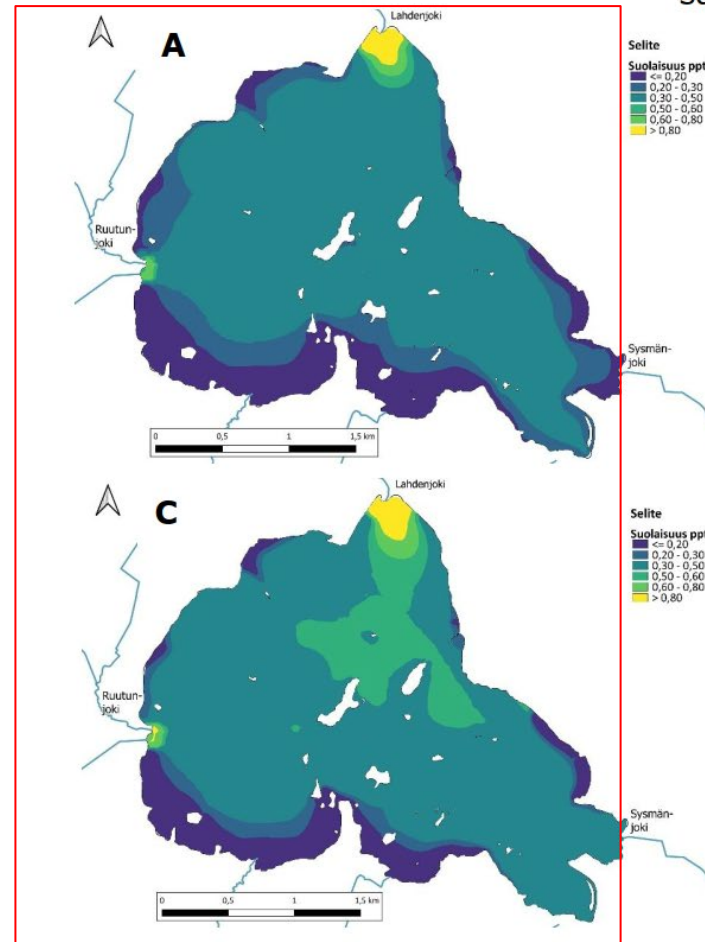 Su
Lahdenjoki
A
Selite
Suolaisuus ppt
<= 0,20
0,20 - 0,30
0,30 - 0,50
0,50 - 0,60
0,60 - 0,80
> 0,80
Ruutun-
joki
Sysmän-
joki
0 0,5 1 1,5 km
Lahdenjoki
C
Selite
Suolaisuus ppt
<= 0,20
0,20 - 0,30
0,30 - 0,50
0,50 - 0,60
0,60 - 0,80
> 0,80
Ruutun-
joki
Sysmän-
joki
0 0,5 1 1,5 km